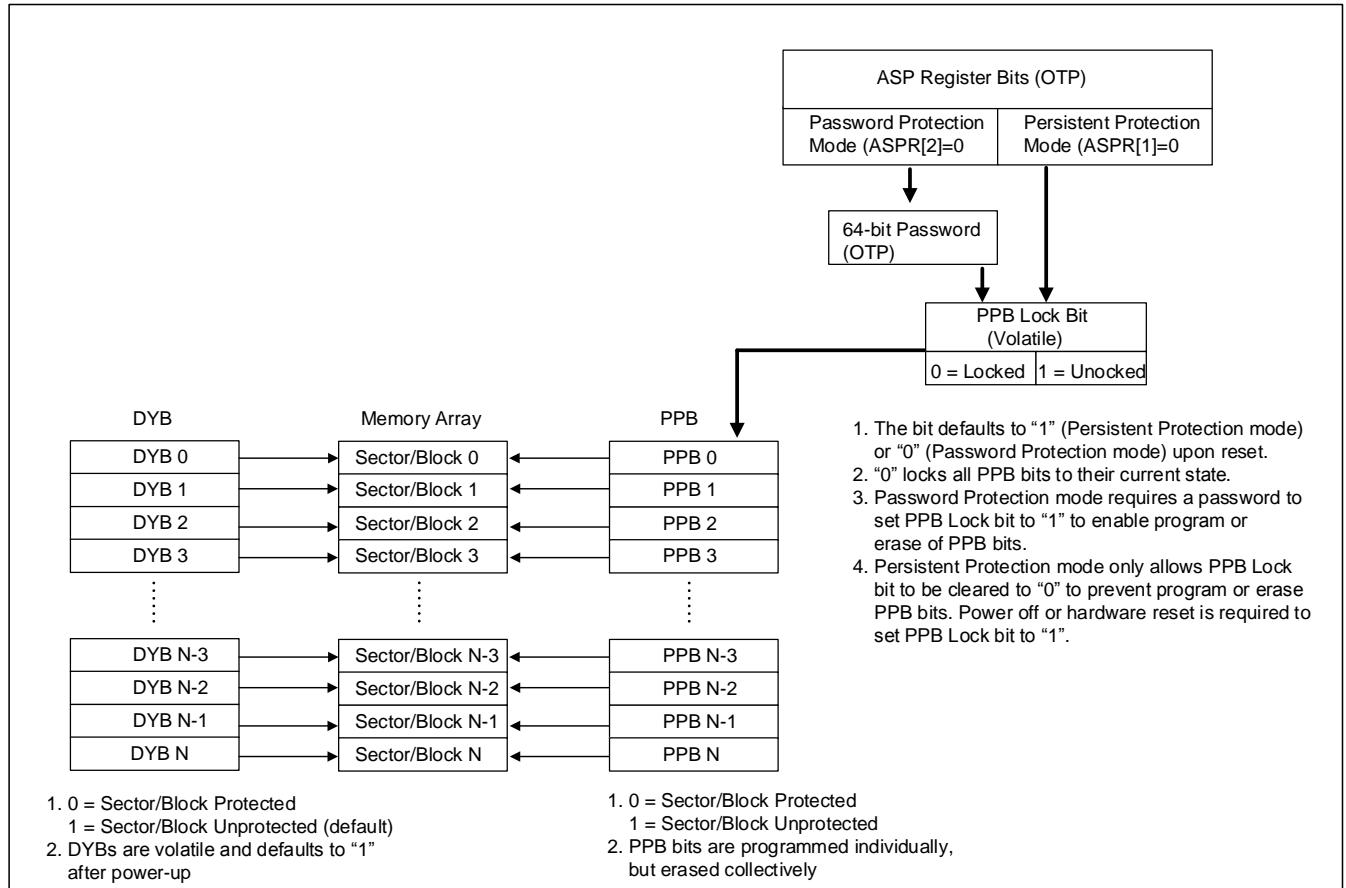 ASP Register Bits (OTP)
Password Protection
Mode (ASPR[2]=0
Persistent Protection
Mode (ASPR[1]=0
64-bit Password
(OTP)
PPB Lock Bit
(Volatile)
0 = Locked
1 = Unocked
DYB
Memory Array
PPB
DYB 0
Sector/Block 0
PPB 0
DYB 1
Sector/Block 1
PPB 1
DYB 2
Sector/Block 2
PPB 2
DYB 3
Sector/Block 3
PPB 3
DYB N-3
Sector/Block N-3
PPB N-3
DYB N-2
Sector/Block N-2
PPB N-2
DYB N-1
Sector/Block N-1
PPB N-1
DYB N
Sector/Block N
PPB N
1. The bit defaults to “1” (Persistent Protection mode)
or “0” (Password Protection mode) upon reset.
2. “0” locks all PPB bits to their current state.
3. Password Protection mode requires a password to
set PPB Lock bit to “1” to enable program or
erase of PPB bits.
4. Persistent Protection mode only allows PPB Lock
bit to be cleared to “0” to prevent program or erase
PPB bits. Power off or hardware reset is required to
set PPB Lock bit to “1”.
1. 0 = Sector/Block Protected
1 = Sector/Block Unprotected (default)
2. DYBs are volatile and defaults to “1”
after power-up
1. 0 = Sector/Block Protected
1 = Sector/Block Unprotected
2. PPB bits are programmed individually,
but erased collectively